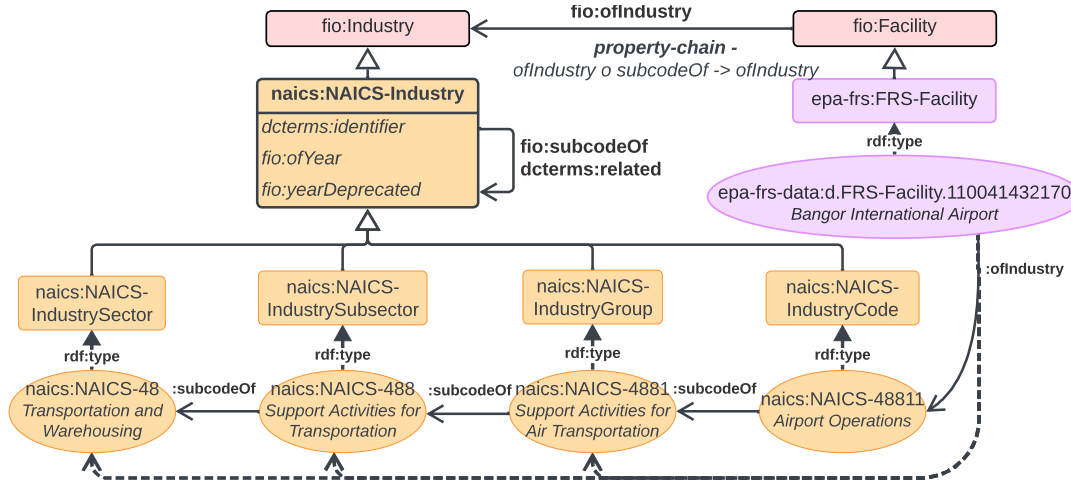 fio:ofIndustry
fio:Industry
fio:Facility
property-chain -
ofIndustry o subcodeOf -> ofIndustry
naics:NAICS-Industry
dcterms:identifier
fio:ofYear
fio:yearDeprecated
fio:subcodeOf
dcterms:related
epa-frs:FRS-Facility
rdf:type
epa-frs-data:d.FRS-Facility.110041432170
Bangor International Airport
:ofIndustry
naics:NAICS-
IndustrySector
naics:NAICS-
IndustrySubsector
naics:NAICS-
IndustryGroup
naics:NAICS-
IndustryCode
rdf:type
rdf:type
rdf:type
rdf:type
naics:NAICS-48
Transportation and
Warehousing
:subcodeOf
naics:NAICS-488
Support Activities for
Transportation
:subcodeOf
naics:NAICS-4881
Support Activities for
Air Transportation
:subcodeOf
naics:NAICS-48811
Airport Operations